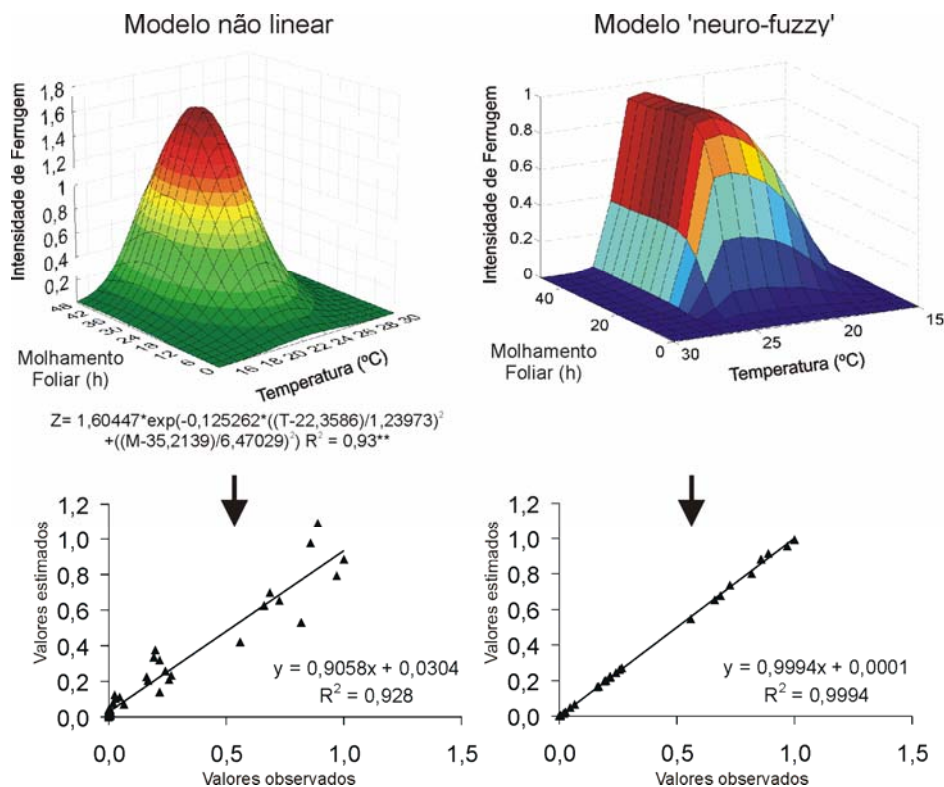 Modelo não linear
Modelo 'neuro-fuzzy'
Intensidade de Ferrugem
1,8
1,6
1,4
1,2
1
0,8
0,6
0,4
0,2
48
42
36
30
24
18
12
6
0
Molhamento
Foliar (h)
16 18 20 22 24 26 28 30
Temperatura (ºC)
Z= 1,60447*exp(-0,125262*((T-22,3586)/1,23973)²
+((M-35,2139)/6,47029)²) R² = 0,93**
Intensidade de Ferrugem
1
0.8
0.6
0.4
0.2
0
40
20
0
Molhamento
Foliar (h)
30
25
20
15
Temperatura (ºC)
Valores estimados
1,2
1,0
0,8
0,6
0,4
0,2
0,0
y = 0,9058x + 0,0304
R² = 0,928
0,0 0,5 1,0 1,5
Valores observados
Valores estimados
1,2
1,0
0,8
0,6
0,4
0,2
0,0
y = 0,9994x + 0,0001
R² = 0,9994
0,0 0,5 1,0 1,5
Valores observados